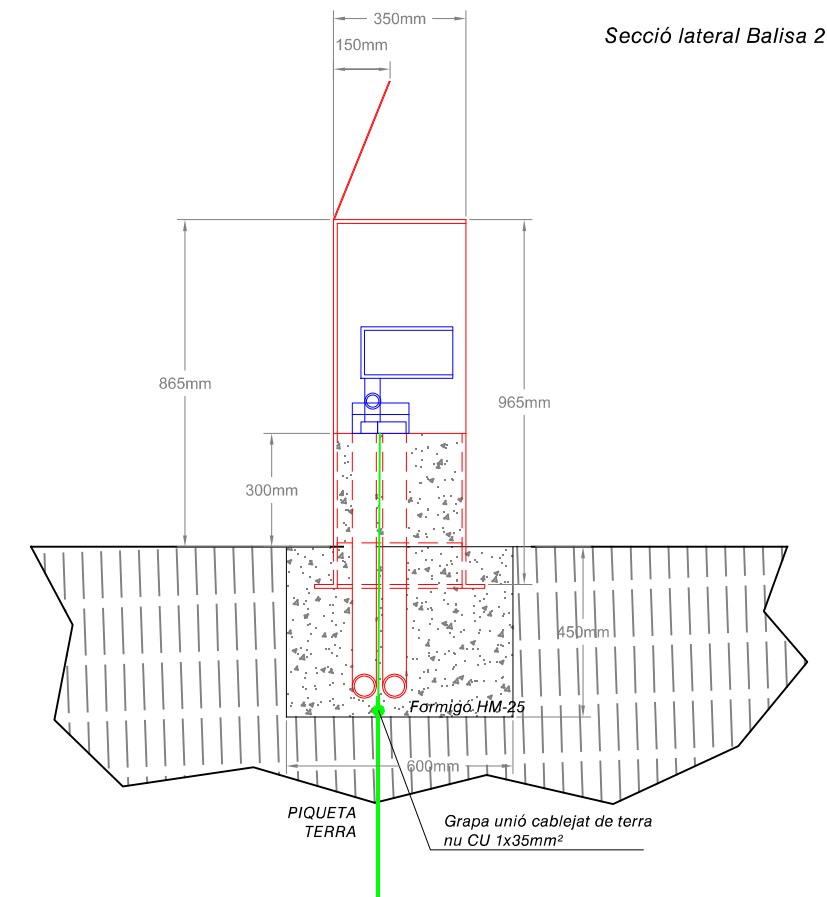 350mm
Secció lateral Balisa 2
150mm
865mm
965mm
300mm
450mm
Formigó HM-25
600mm
PIQUETA
TERRA
Grapa unió cablejat de terra
nu CU 1x35mm²